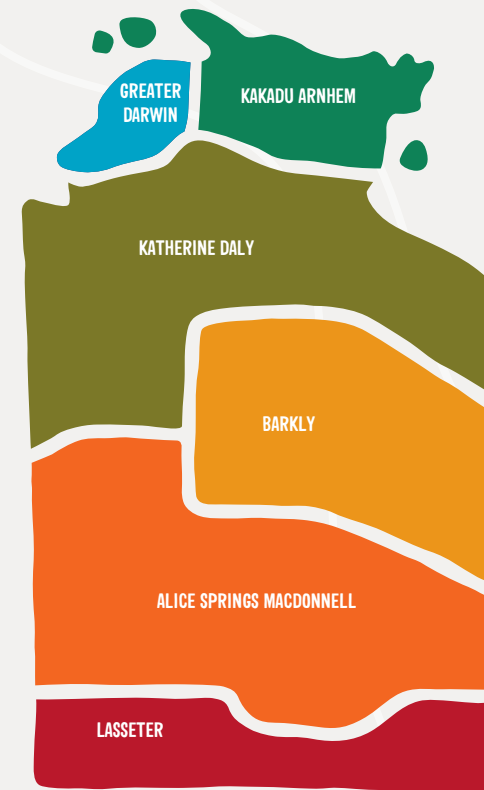 GREATER
DARWIN
KAKADU ARNHEM
KATHERINE DALY
BARKLY
ALICE SPRINGS MACDONNELL
LASSETER